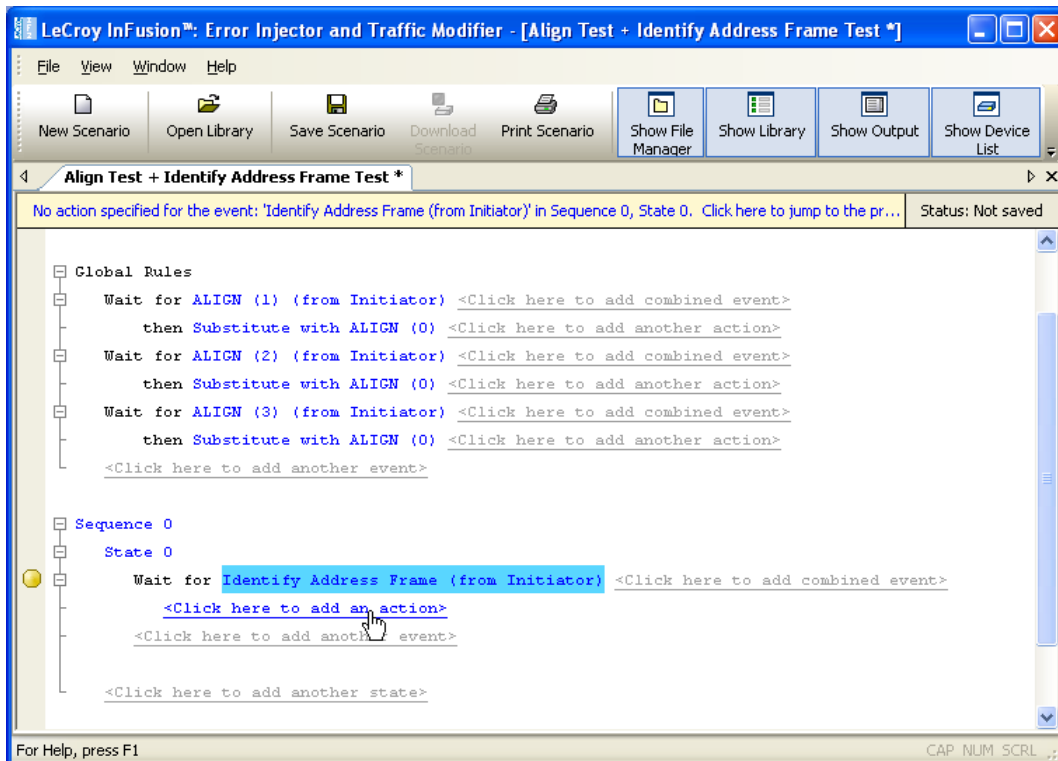 LeCroy InFusion™: Error Injector and Traffic Modifier - [Align Test + Identify Address Frame Test *]
File View Window Help
New Scenario Open Library Save Scenario Download Scenario Print Scenario Show File Manager Show Library Show Output Show Device List
Align Test + Identify Address Frame Test *
No action specified for the event: 'Identify Address Frame (from Initiator)' in Sequence 0, State 0. Click here to jump to the pr... Status: Not saved
Global Rules
Wait for ALIGN (1) (from Initiator) <Click here to add combined event>
then Substitute with ALIGN (0) <Click here to add another action>
Wait for ALIGN (2) (from Initiator) <Click here to add combined event>
then Substitute with ALIGN (0) <Click here to add another action>
Wait for ALIGN (3) (from Initiator) <Click here to add combined event>
then Substitute with ALIGN (0) <Click here to add another action>
<Click here to add another event>
Sequence 0
State 0
Wait for Identify Address Frame (from Initiator) <Click here to add combined event>
<Click here to add an action>
<Click here to add another event>
<Click here to add another state>
For Help, press F1 CAP NUM SCRL